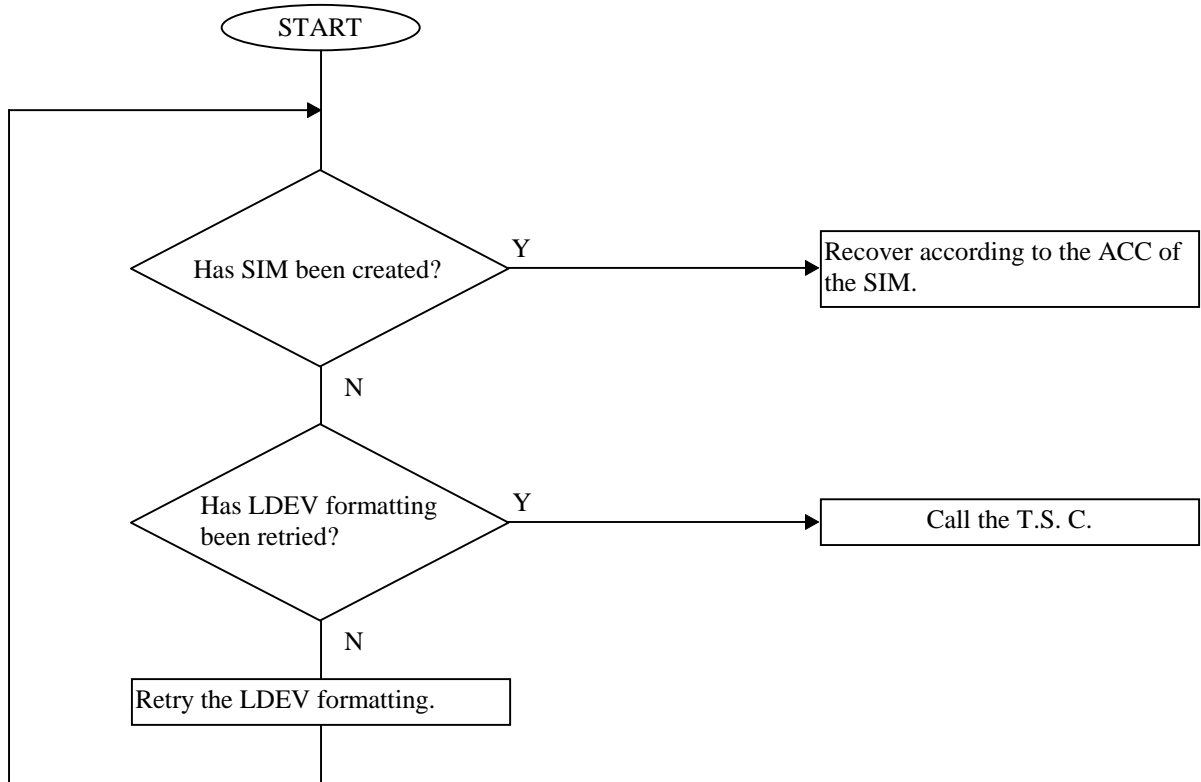 START
Has SIM been created?
Y
Recover according to the ACC of
the SIM.
N
Has LDEV formatting
been retried?
Y
Call the T.S. C.
N
Retry the LDEV formatting.